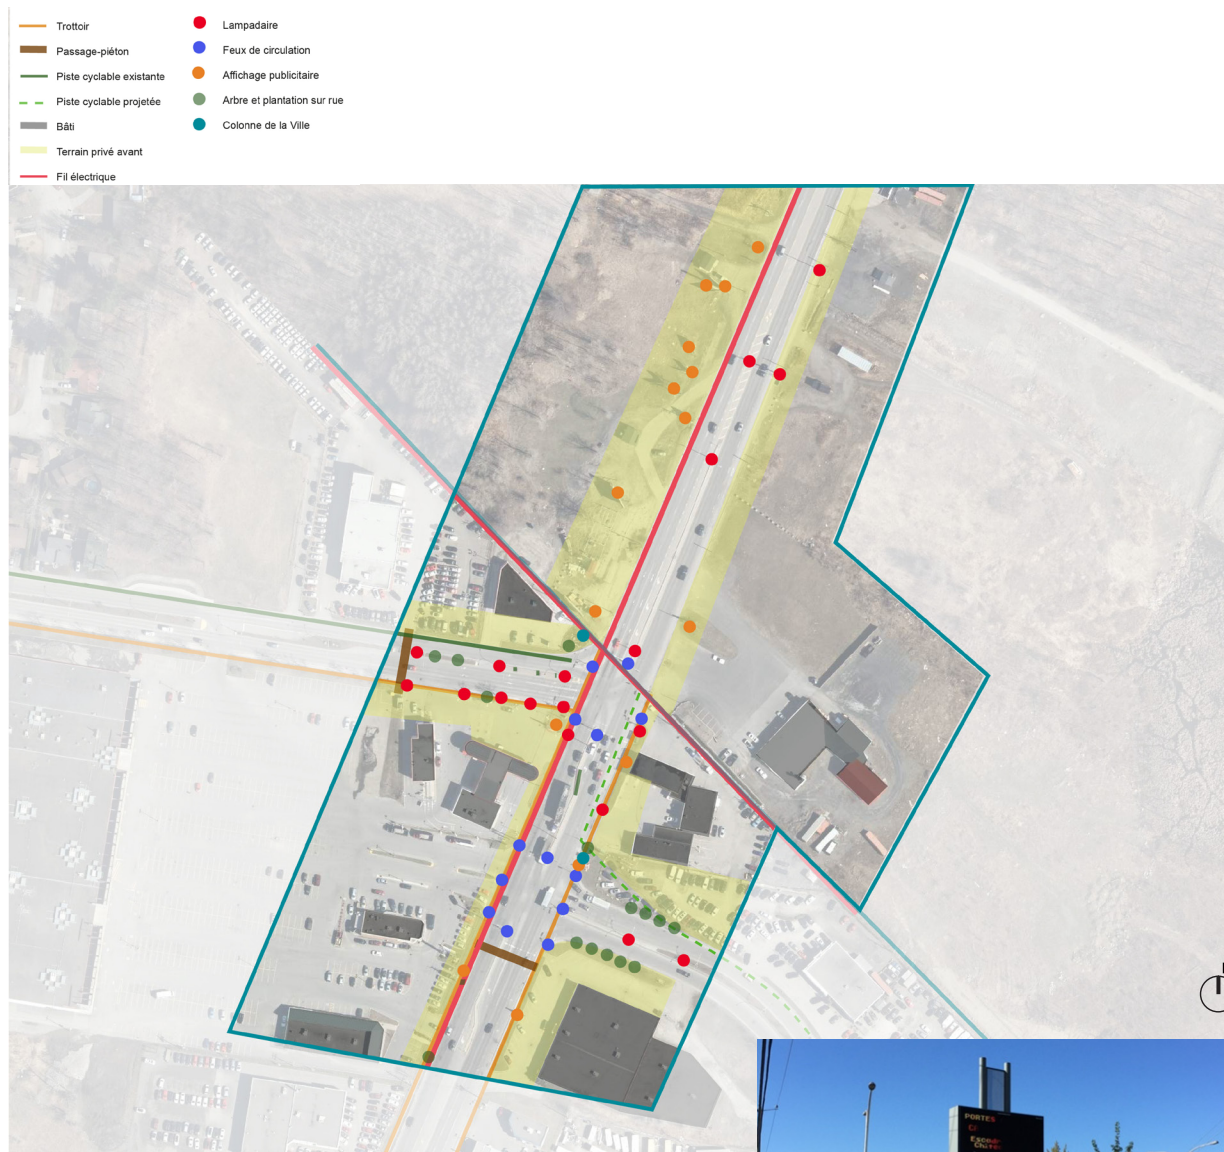 Trottoir
Passage-piéton
Piste cyclable existante
Piste cyclable projetée
Bâti
Terrain privé avant
Fil électrique
Lampadaire
Feux de circulation
Affichage publicitaire
Arbre et plantation sur rue
Colonne de la Ville
PORTES